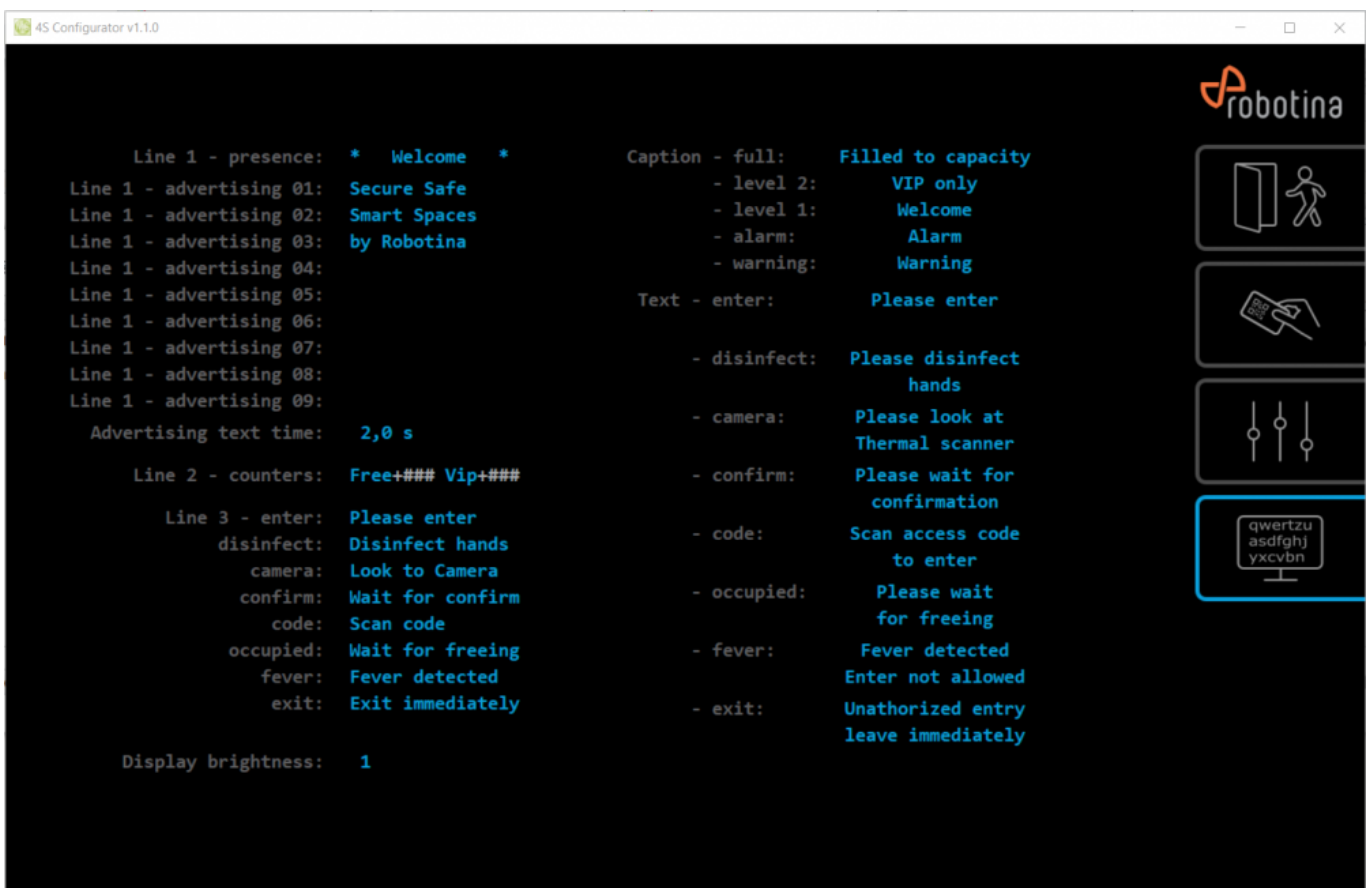 4S Configurator v1.1.0
robotina
Line 1 - presence: * Welcome *
Line 1 - advertising 01: Secure Safe
Line 1 - advertising 02: Smart Spaces
Line 1 - advertising 03: by Robotina
Line 1 - advertising 04:
Line 1 - advertising 05:
Line 1 - advertising 06:
Line 1 - advertising 07:
Line 1 - advertising 08:
Line 1 - advertising 09:
Advertising text time: 2,0 s
Line 2 - counters: Free+### Vip+###
Line 3 - enter: Please enter
disinfect: Disinfect hands
camera: Look to Camera
confirm: Wait for confirm
code: Scan code
occupied: Wait for freeing
fever: Fever detected
exit: Exit immediately
Display brightness: 1
Caption - full: Filled to capacity
- level 2: VIP only
- level 1: Welcome
- alarm: Alarm
- warning: Warning
Text - enter: Please enter
- disinfect: Please disinfect
hands
- camera: Please look at
Thermal scanner
- confirm: Please wait for
confirmation
- code: Scan access code
to enter
- occupied: Please wait
for freeing
- fever: Fever detected
Enter not allowed
- exit: Unathorized entry
leave immediately
qwertzu
asdfghj
yxcvbn